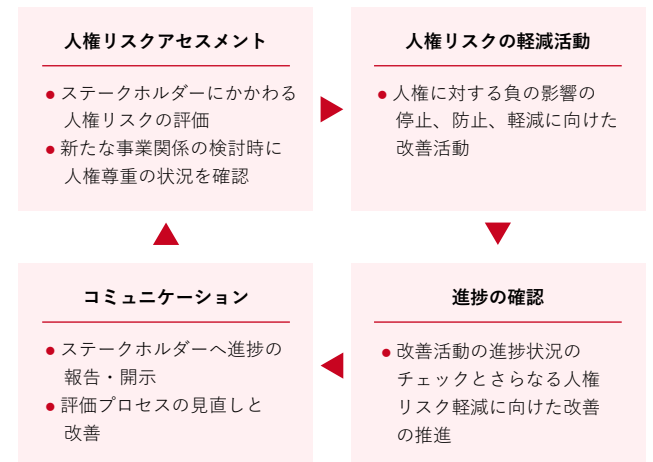 人権リスクアセスメント
● ステークホルダーにかかわる
人権リスクの評価
● 新たな事業関係の検討時に
人権尊重の状況を確認
人権リスクの軽減活動
● 人権に対する負の影響の
停止、防止、軽減に向けた
改善活動
コミュニケーション
● ステークホルダーへ進捗の
報告・開示
● 評価プロセスの見直しと
改善
進捗の確認
● 改善活動の進捗状況の
チェックとさらなる人権
リスク軽減に向けた改善
の推進